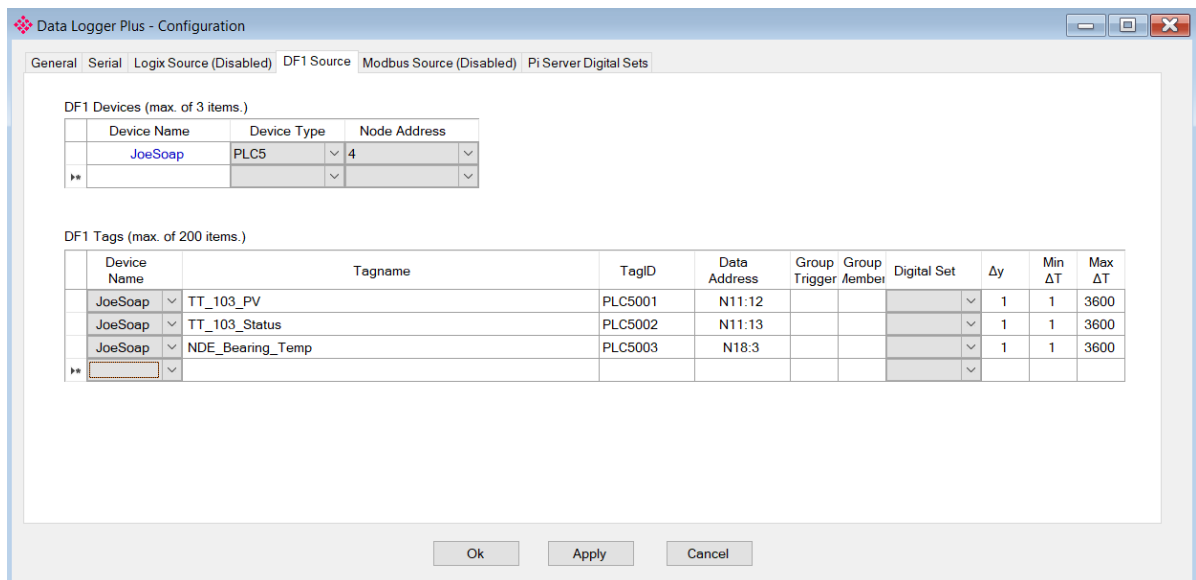 Data Logger Plus - Configuration
General Serial Logix Source (Disabled) DF1 Source Modbus Source (Disabled) Pi Server Digital Sets
DF1 Devices (max. of 3 items.)
Device Name Device Type Node Address
JoeSoap PLC5 4
DF1 Tags (max. of 200 items.)
Device Name Tagname TagID Data Address Group Trigger Group Member Digital Set Δy Min ΔT Max ΔT
JoeSoap TT_103_PV PLC5001 N11:12 1 1 3600
JoeSoap TT_103_Status PLC5002 N11:13 1 1 3600
JoeSoap NDE_Bearing_Temp PLC5003 N18:3 1 1 3600
Ok Apply Cancel